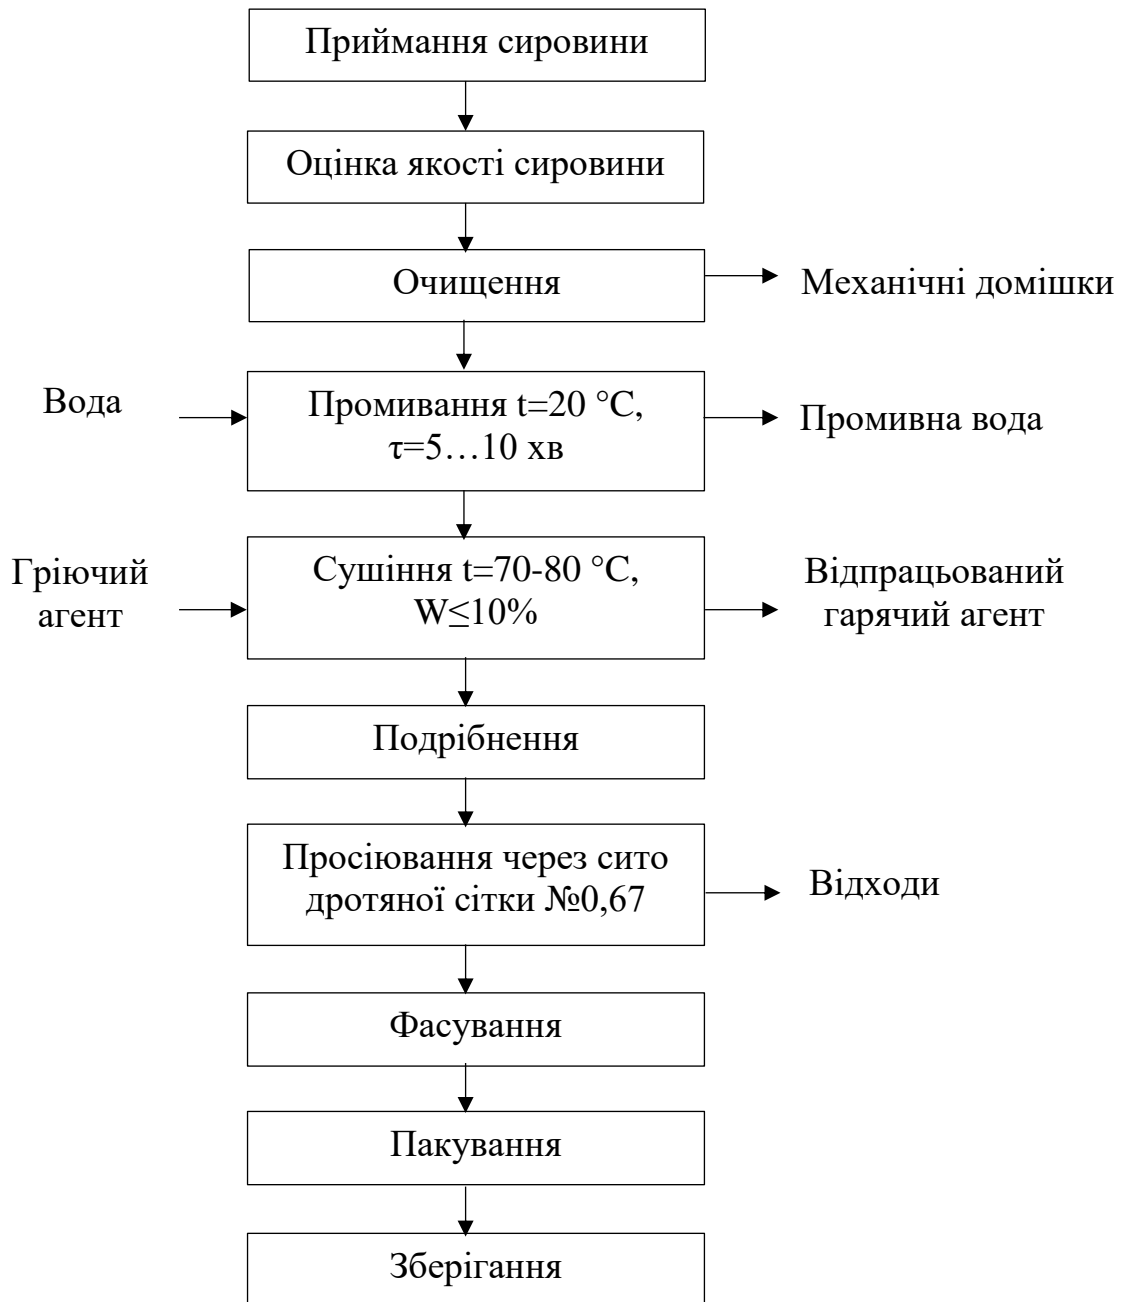 Приймання сировини
Оцінка якості сировини
Очищення
Механічні домішки
Вода
Промивання t=20 °C,
τ=5…10 хв
Промивна вода
Гріючий
агент
Сушіння t=70-80 °C,
W≤10%
Відпрацьований
гарячий агент
Подрібнення
Просіювання через сито
дротяної сітки №0,67
Відходи
Фасування
Пакування
Зберігання